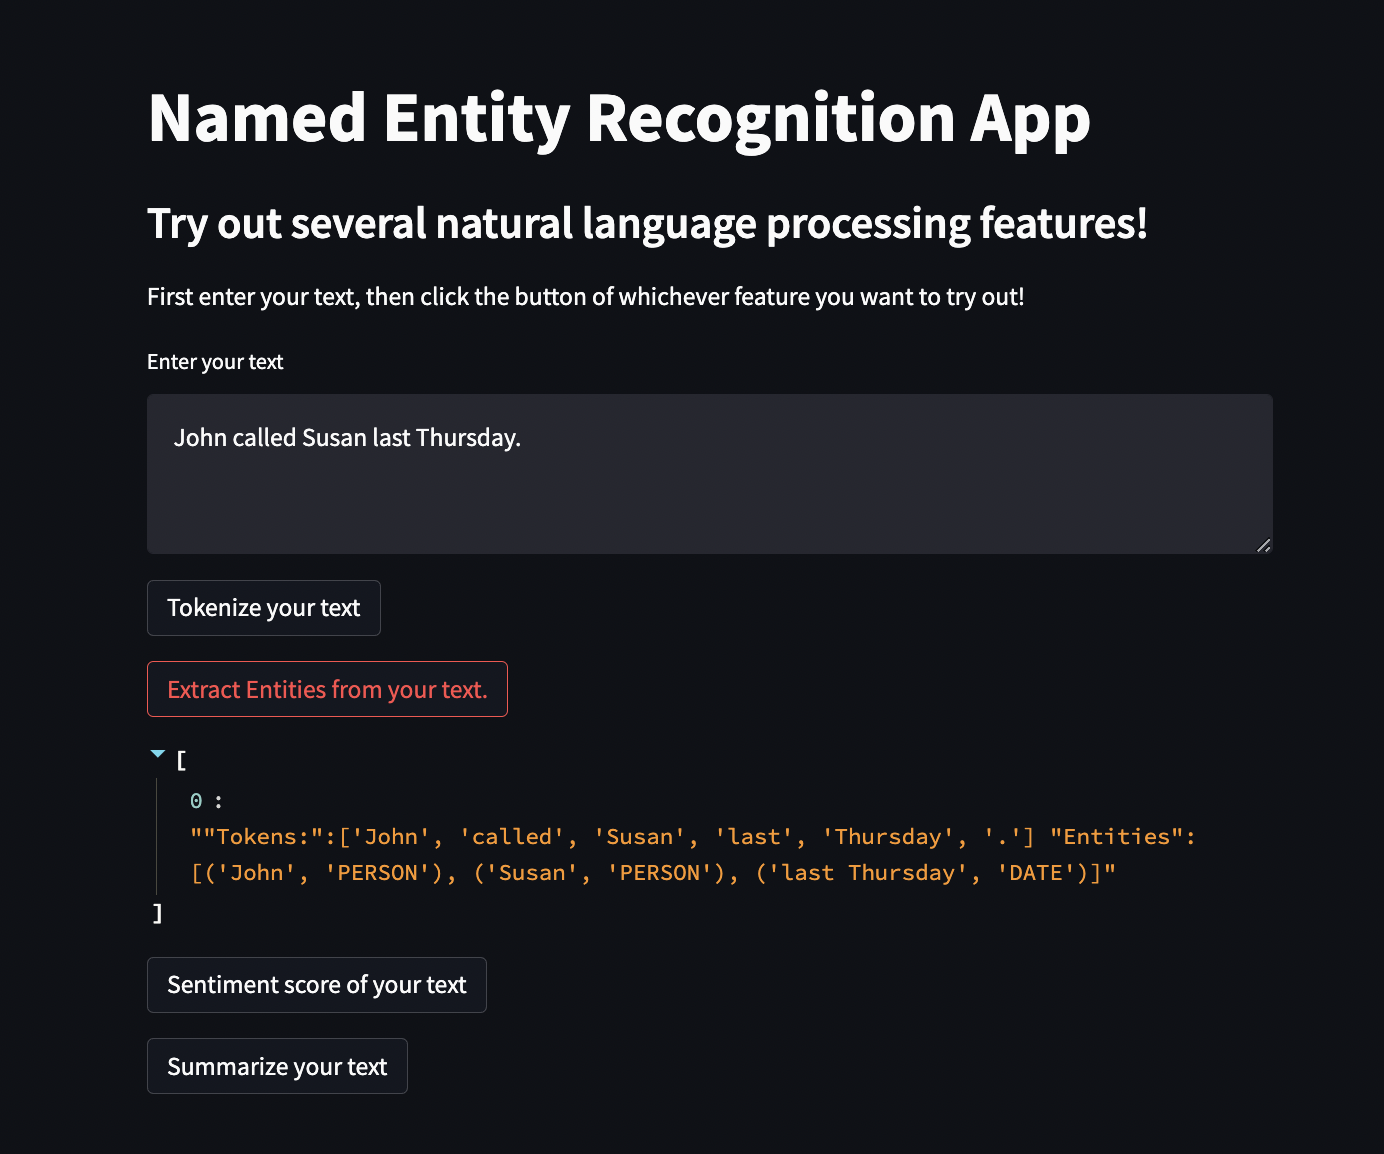 Named Entity Recognition App
Try out several natural language processing features!
First enter your text, then click the button of whichever feature you want to try out!
Enter your text
John called Susan last Thursday.
Tokenize your text
Extract Entities from your text.
[
0 :
""Tokens:":['John', 'called', 'Susan', 'last', 'Thursday', '.'] "Entities":
[('John', 'PERSON'), ('Susan', 'PERSON'), ('last Thursday', 'DATE')]"
]
Sentiment score of your text
Summarize your text